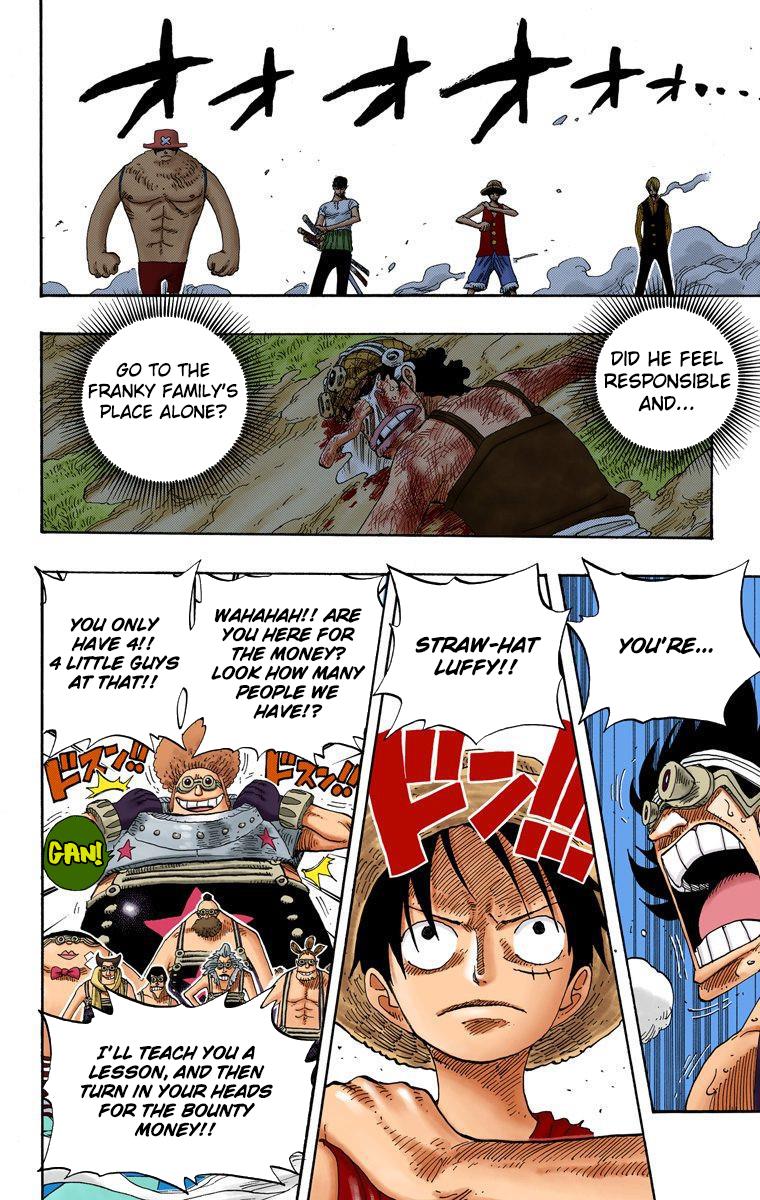 オオオオオオ...
DID HE FEEL
RESPONSIBLE
AND...
GO TO THE
FRANKY FAMILY'S
PLACE ALONE?
YOU'RE...
STRAW-HAT
LUFFY!!
ドン!!!
WAHAHAH!! ARE
YOU HERE FOR
THE MONEY?
LOOK HOW MANY
PEOPLE WE
HAVE!?
YOU ONLY
HAVE 4!!
4 LITTLE GUYS
AT THAT!!
ドスン!!
ドスン!!
GAN!
I'LL TEACH YOU A
LESSON, AND THEN
TURN IN YOUR HEADS
FOR THE BOUNTY
MONEY!!